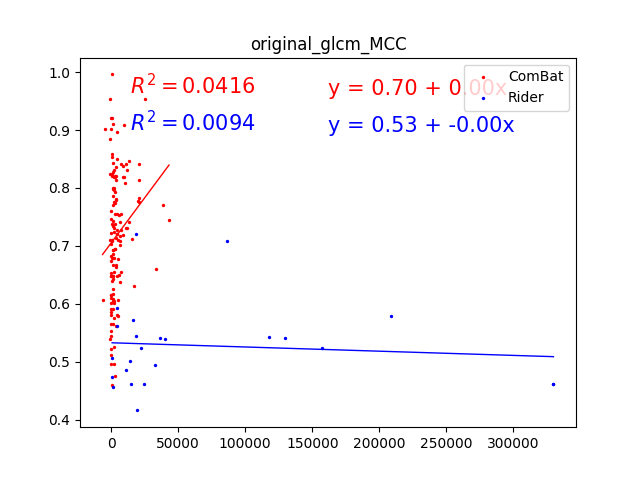 original_glcm_MCC
R² = 0.0416 y = 0.70 + 0.00x
R² = 0.0094 y = 0.53 + -0.00x
ComBat
Rider
1.0
0.9
0.8
0.7
0.6
0.5
0.4
0 50000 100000 150000 200000 250000 300000